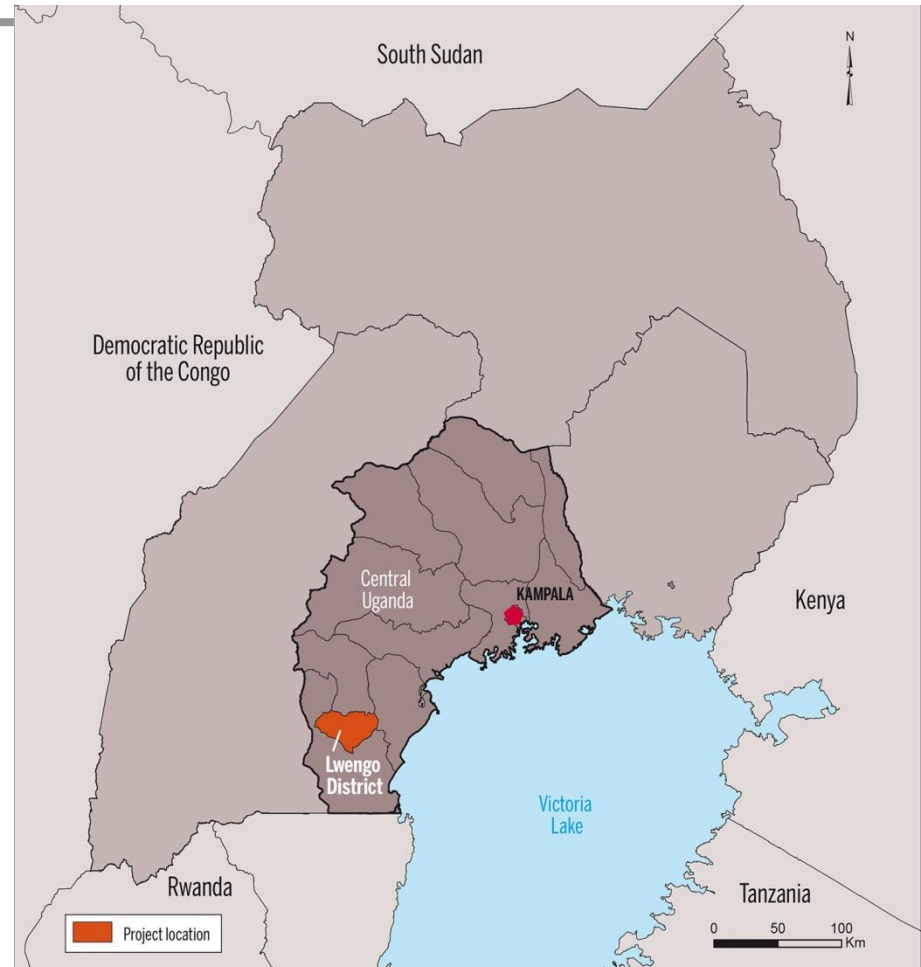 South Sudan
N
Democratic Republic
of the Congo
Central
Uganda
KAMPALA
Kenya
Lwengo
District
Victoria
Lake
Rwanda
Tanzania
Project location
0 50 100
Km